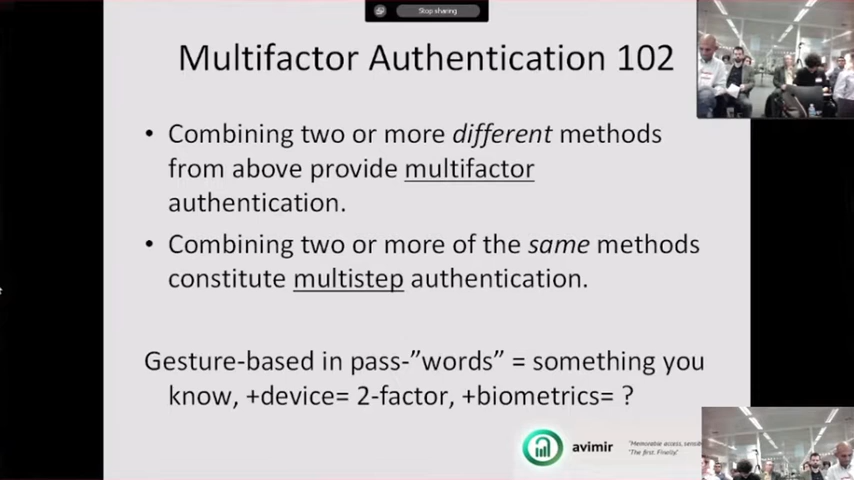 Stop sharing
Multifactor Authentication 102
• Combining two or more different methods
from above provide multifactor
authentication.
• Combining two or more of the same methods
constitute multistep authentication.
Gesture-based in pass-”words” = something you
know, +device= 2-factor, +biometrics= ?
avimir
"Memorable access, sensib
"The first. Finally"